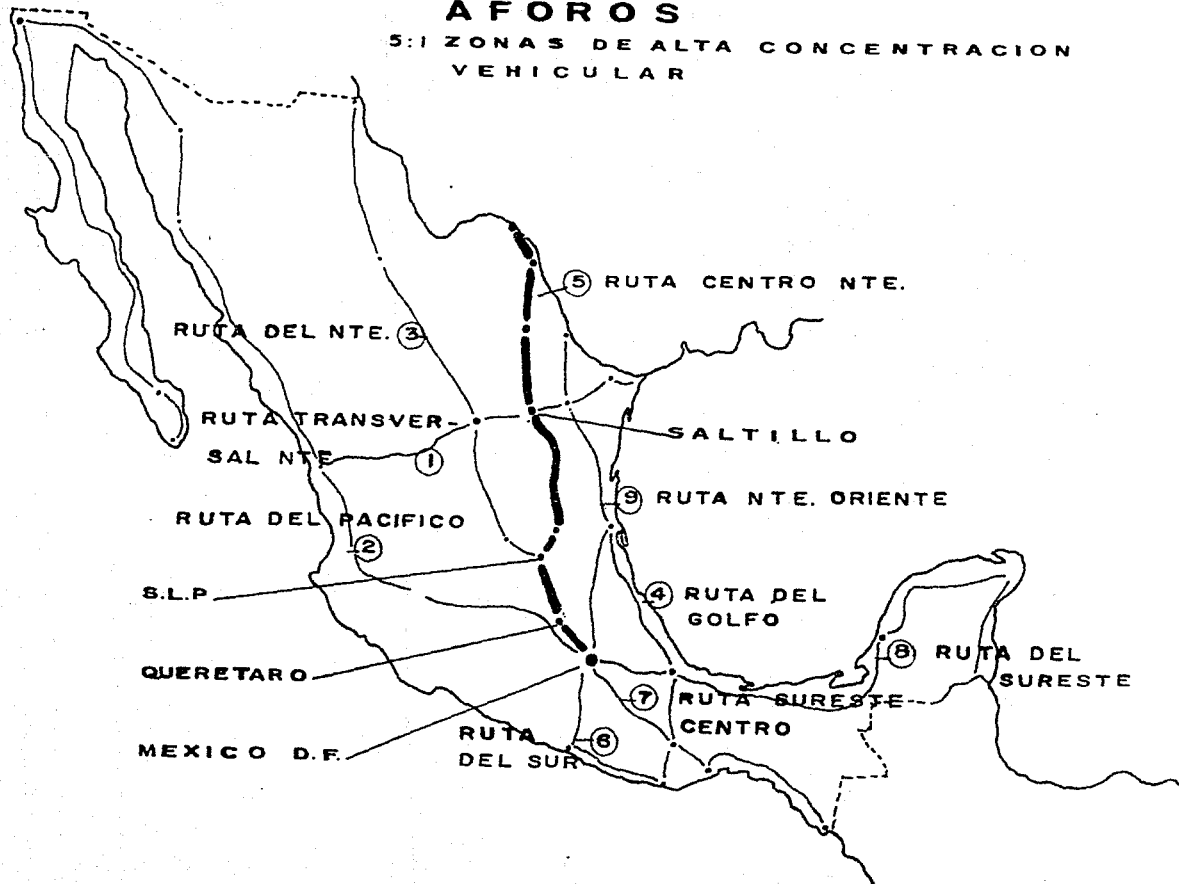 AFOROS
5:1 ZONAS DE ALTA CONCENTRACION
VEHICULAR
5 RUTA CENTRO NTE.
RUTA DEL NTE. 3
RUTA TRANSVER-
SAL NTE
1
SALTILLO
9 RUTA NTE. ORIENTE
RUTA DEL PACIFICO
2
S.L.P
4 RUTA DEL
GOLFO
QUERETARO
8 RUTA DEL
SURESTE
7 RUTA SURESTE
CENTRO
MEXICO D.F.
RUTA
DEL SUR
6